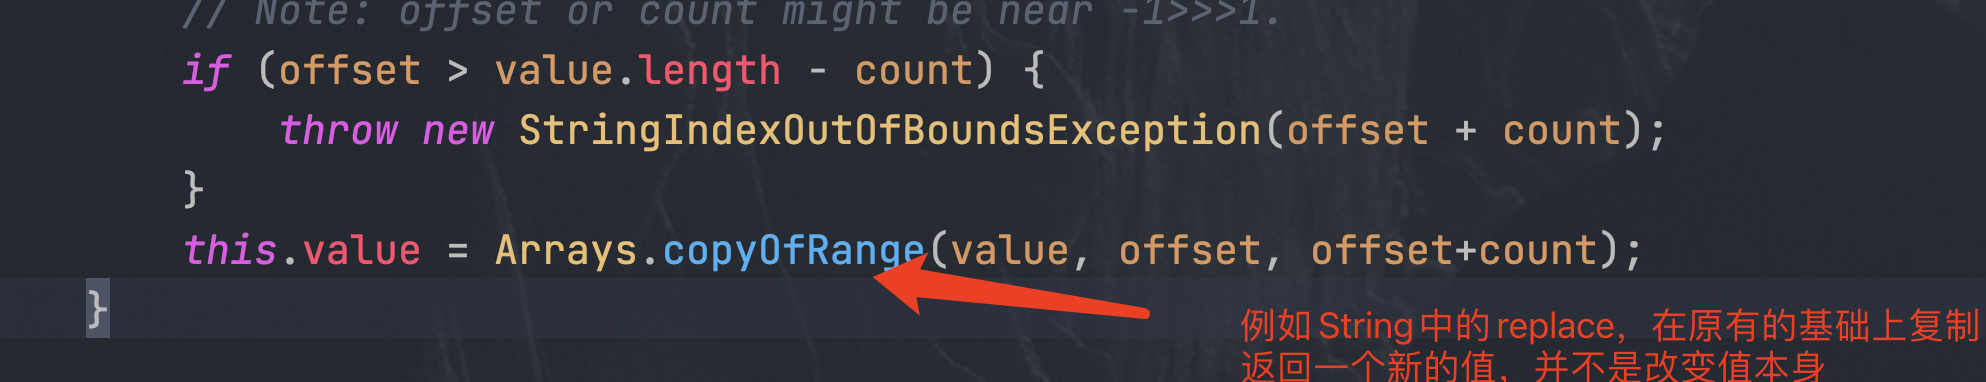 // Note: offset or count might be near -1>>>1.
if (offset > value.length - count) {
throw new StringIndexOutOfBoundsException(offset + count);
}
this.value = Arrays.copyOfRange(value, offset, offset+count);
}
例如 String 中的 replace，在原有的基础上复制
返回一个新的值，并不是改变值本身